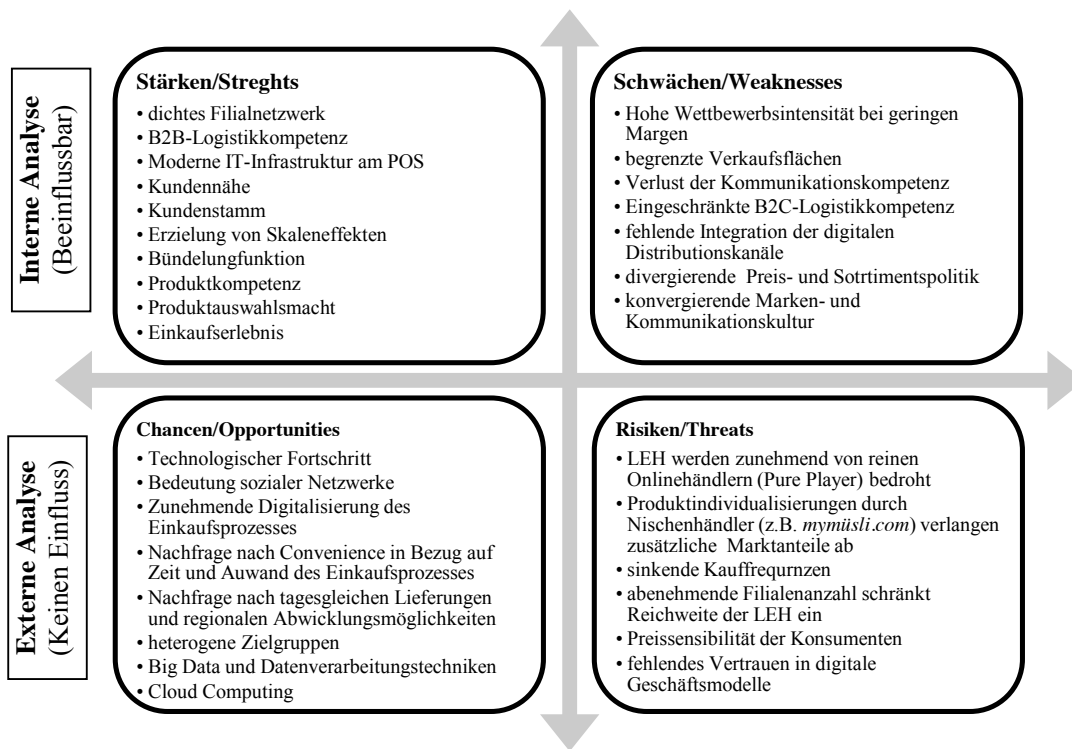 Interne Analyse
(Beeinflussbar)
Stärken/Streghts
• dichtes Filialnetzwerk
• B2B-Logistikkompetenz
• Moderne IT-Infrastruktur am POS
• Kundennähe
• Kundenstamm
• Erzielung von Skaleneffekten
• Bündelungfunktion
• Produktkompetenz
• Produktauswahlsmacht
• Einkaufserlebnis
Schwächen/Weaknesses
• Hohe Wettbewerbsintensität bei geringen
Margen
• begrenzte Verkaufsflächen
• Verlust der Kommunikationskompetenz
• Eingeschränkte B2C-Logistikkompetenz
• fehlende Integration der digitalen
Distributionskanäle
• divergierende Preis- und Sotrtimentspolitik
• konvergierende Marken- und
Kommunikationskultur
Externe Analyse
(Keinen Einfluss)
Chancen/Opportunities
• Technologischer Fortschritt
• Bedeutung sozialer Netzwerke
• Zunehmende Digitalisierung des
Einkaufsprozesses
• Nachfrage nach Convenience in Bezug auf
Zeit und Auwand des Einkaufsprozesses
• Nachfrage nach tagesgleichen Lieferungen
und regionalen Abwicklungsmöglichkeiten
• heterogene Zielgruppen
• Big Data und Datenverarbeitungstechniken
• Cloud Computing
Risiken/Threats
• LEH werden zunehmend von reinen
Onlinehändlern (Pure Player) bedroht
• Produktindividualisierungen durch
Nischenhändler (z.B. mymüsli.com) verlangen
zusätzliche Marktanteile ab
• sinkende Kauffrequrnzen
• abenehmende Filialenanzahl schränkt
Reichweite der LEH ein
• Preissensibilität der Konsumenten
• fehlendes Vertrauen in digitale
Geschäftsmodelle